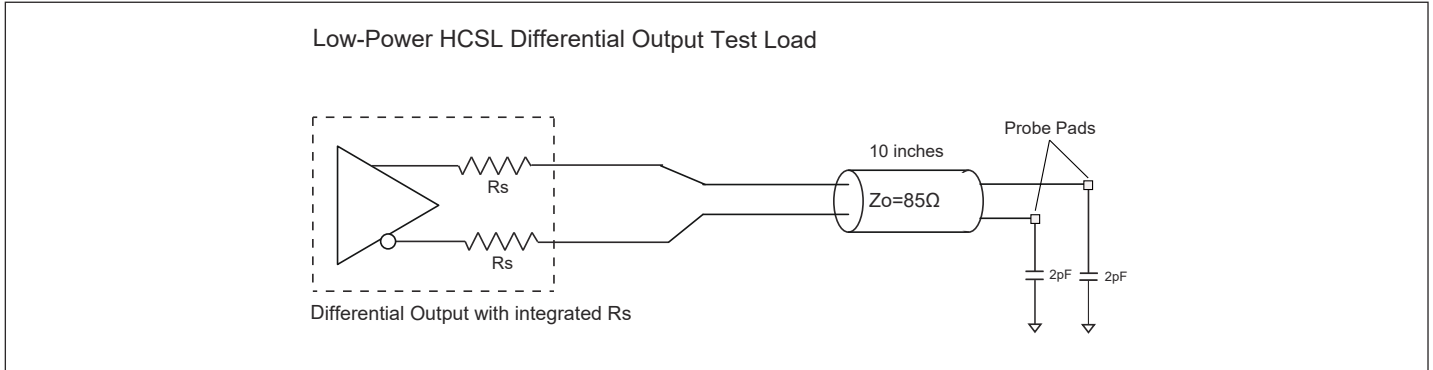 Low-Power HCSL Differential Output Test Load
Probe Pads
10 inches
Rs
Zo=85Ω
Rs
2pF
2pF
Differential Output with integrated Rs